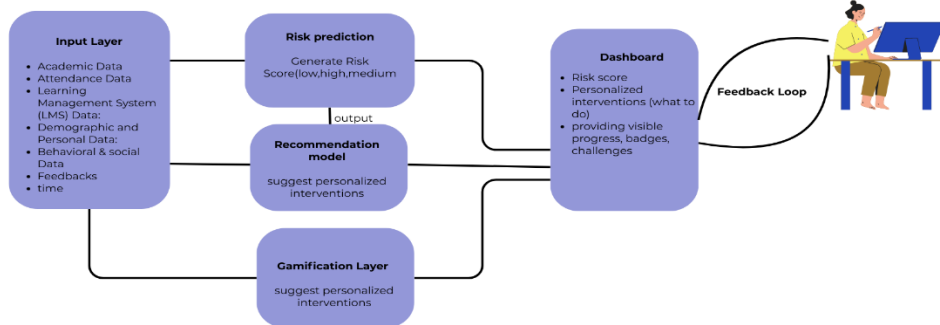 Input Layer
Academic Data
Attendance Data
Learning
Management System
(LMS) Data:
Demographic and
Personal Data:
Behavioral & social
Data
Feedbacks
time
Risk prediction
Generate Risk
Score(low,high,medium
output
Recommendation
model
suggest personalized
interventions
Gamification Layer
suggest personalized
interventions
Dashboard
Risk score
Personalized
interventions (what to
do)
providing visible
progress, badges,
challenges
Feedback Loop